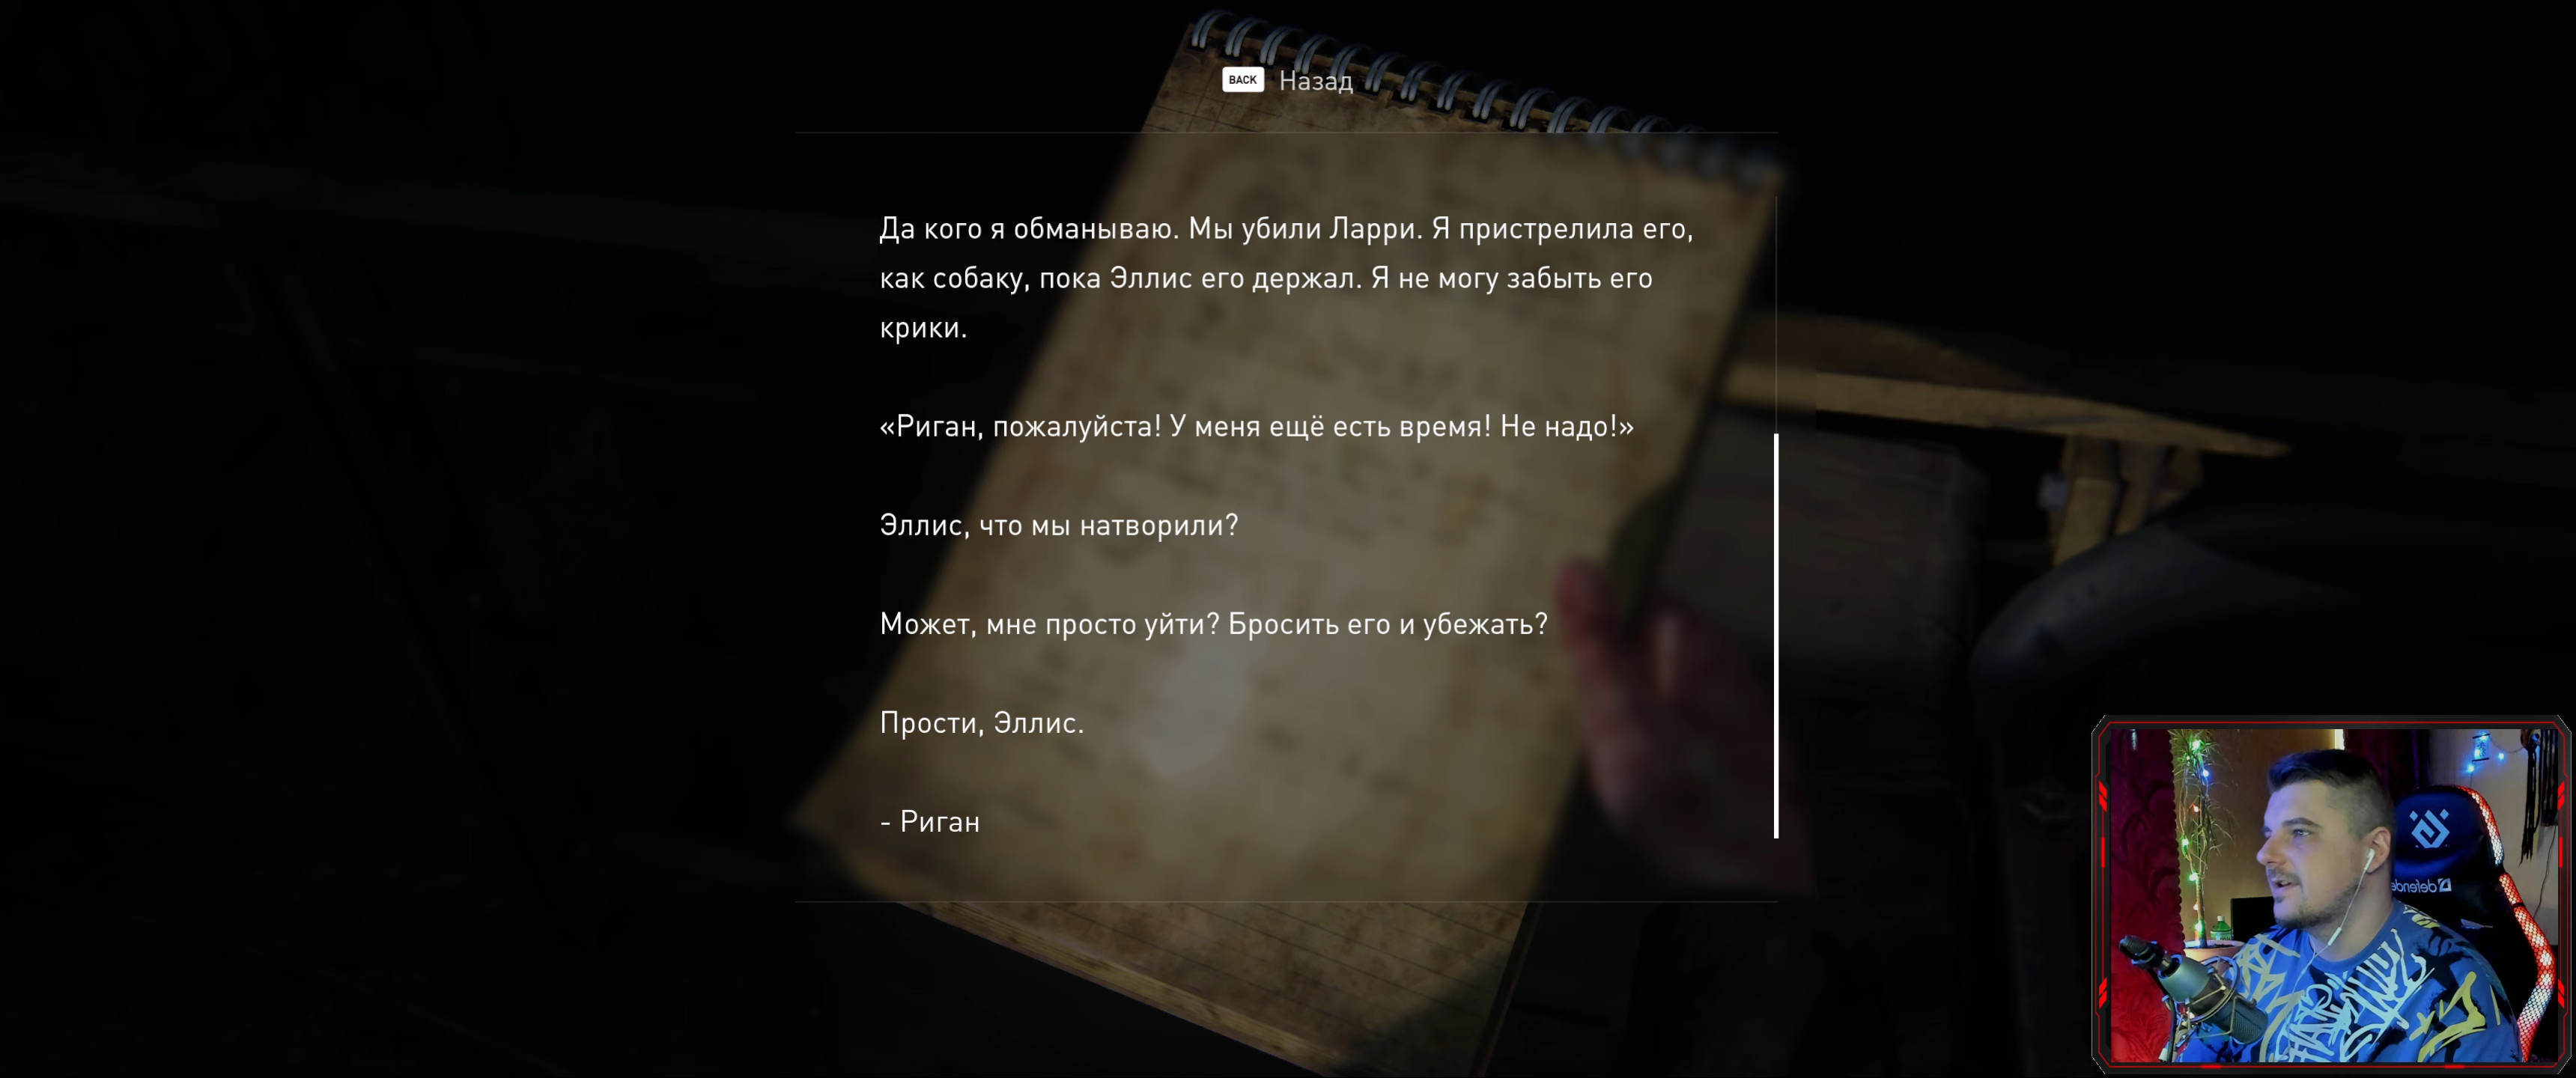 BACK Назад
Да кого я обманываю. Мы убили Ларри. Я пристрелила его,
как собаку, пока Эллис его держал. Я не могу забыть его
крики.
«Риган, пожалуйста! У меня ещё есть время! Не надо!»
Эллис, что мы натворили?
Может, мне просто уйти? Бросить его и убежать?
Прости, Эллис.
- Риган
defender